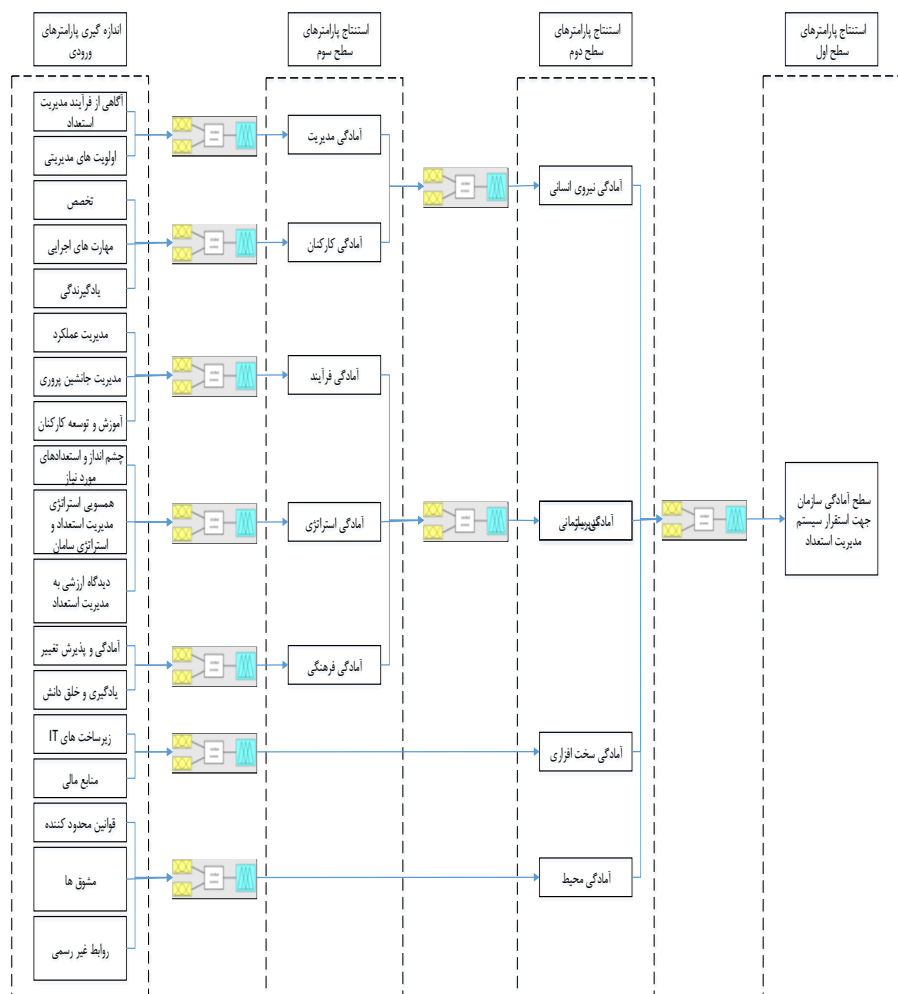 اندازه گیری پارامترهای
ورودی
استنتاج پارامترهای
سطح سوم
استنتاج پارامترهای
سطح دوم
استنتاج پارامترهای
سطح اول
آگاهی از فرآیند مدیریت
استعداد
اولویت های مدیریتی
تخصص
مهارت های اجرایی
یادگیرندگی
مدیریت عملکرد
مدیریت جانشین پروری
آموزش و توسعه کارکنان
چشم انداز و استعدادهای
مورد نیاز
همسویی استراتژی
مدیریت استعداد و
استراتژی سامان
دیدگاه ارزشی به
مدیریت استعداد
آمادگی و پذیرش تغییر
یادگیری و خلق دانش
زیرساخت های IT
منابع مالی
قوانین محدود کننده
مشوق ها
روابط غیر رسمی
آمادگی مدیریت
آمادگی کارکنان
آمادگی فرآیند
آمادگی استراتژی
آمادگی فرهنگی
آمادگی نیروی انسانی
آمادگی
آمادگی سخت افزاری
آمادگی محیط
سطح آمادگی سازمان
جهت استقرار سیستم
مدیریت استعداد